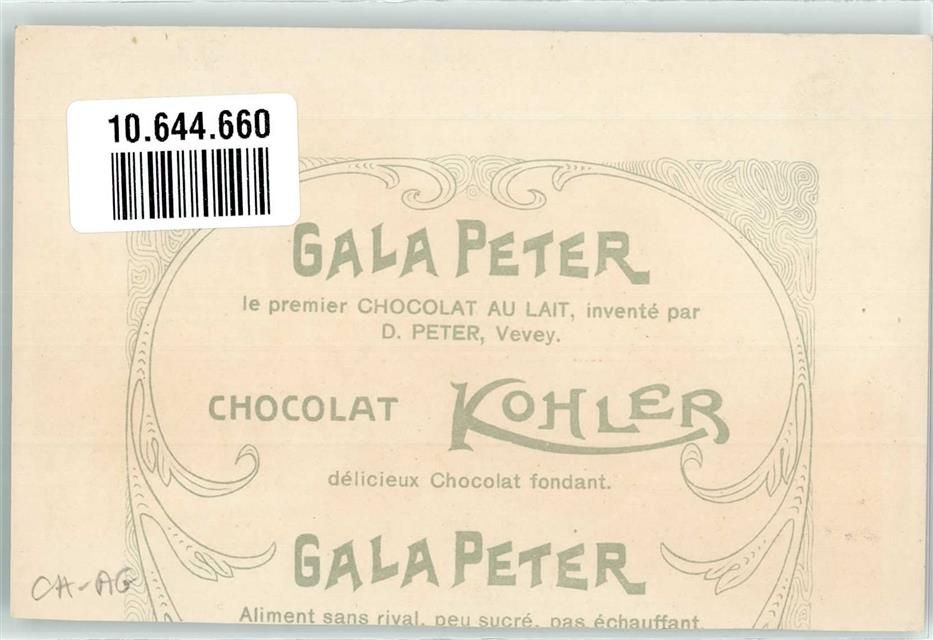 10.644.660
GALA PETER
le premier CHOCOLAT AU LAIT, inventé par
D. PETER, Vevey.
CHOCOLAT KOHLER
délicieux Chocolat fondant.
GALA PETER
Aliment sans rival, peu sucré, pas échauffant.
CH-AG